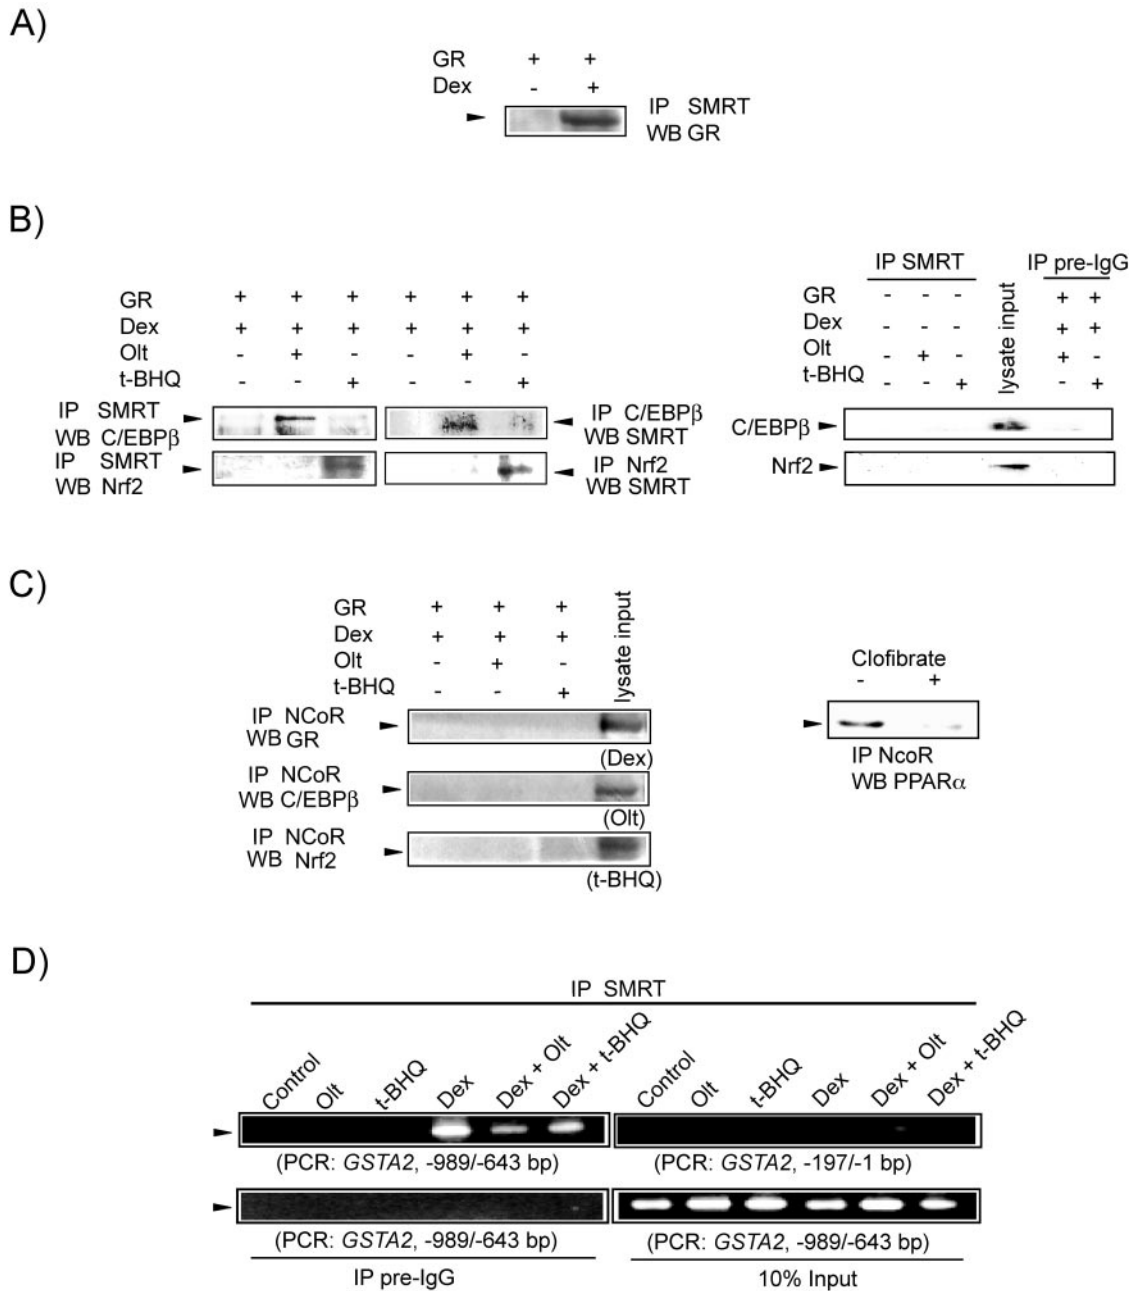 A)
GR + +
Dex - +
IP SMRT
WB GR
B)
GR + + + + + +
Dex + + + + + +
Olt - + - - + -
t-BHQ - - + - - +
IP SMRT
WB C/EBPβ
IP SMRT
WB Nrf2
IP C/EBPβ
WB SMRT
IP Nrf2
WB SMRT
IP SMRT
lysate input
IP pre-IgG
GR - - - + +
Dex - - - + +
Olt - + - + -
t-BHQ - - + - +
C/EBPβ
Nrf2
C)
GR + + +
Dex + + +
Olt - + -
t-BHQ - - +
lysate input
IP NCoR
WB GR
(Dex)
IP NCoR
WB C/EBPβ
(Olt)
IP NCoR
WB Nrf2
(t-BHQ)
Clofibrate
- +
IP NcoR
WB PPARα
D)
IP SMRT
Control Olt t-BHQ Dex Dex + Olt Dex + t-BHQ
Control Olt t-BHQ Dex Dex + Olt Dex + t-BHQ
(PCR: GSTA2, -989/-643 bp)
(PCR: GSTA2, -197/-1 bp)
(PCR: GSTA2, -989/-643 bp)
(PCR: GSTA2, -989/-643 bp)
IP pre-IgG
10% Input